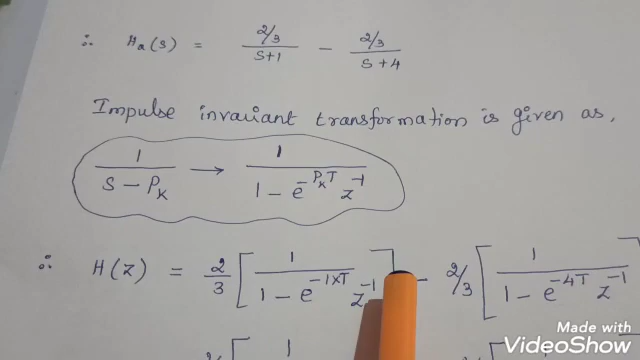 ∴ Ha(s) = 2/3 / (s+1) - 2/3 / (s+4)
Impulse invariant transformation is given as,
1 / (s - Pk) → 1 / (1 - e^-PkT z^-1)
∴ H(z) = 2/3 [ 1 / (1 - e^-1xT z^-1) ] - 2/3 [ 1 / (1 - e^-4T z^-1) ]
1
Made with
VideoShow